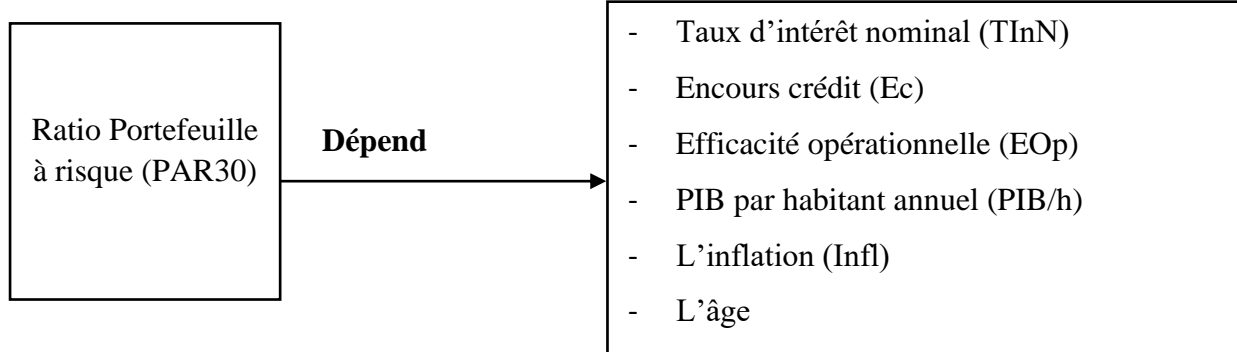 Ratio Portefeuille
à risque (PAR30)
Dépend
- Taux d’intérêt nominal (TInN)
- Encours crédit (Ec)
- Efficacité opérationnelle (EOp)
- PIB par habitant annuel (PIB/h)
- L’inflation (Infl)
- L’âge